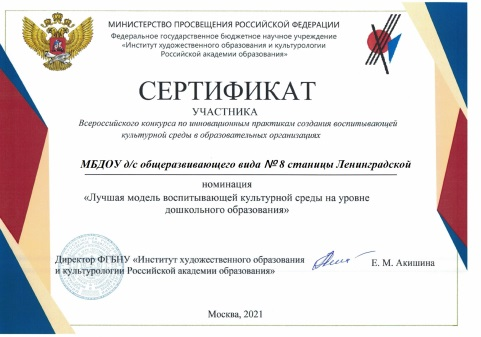 МИНИСТЕРСТВО ПРОСВЕЩЕНИЯ РОССИЙСКОЙ ФЕДЕРАЦИИ
Федеральное государственное бюджетное научное учреждение
«Институт художественного образования и культурологии
Российской академии образования»
СЕРТИФИКАТ
УЧАСТНИКА
Всероссийского конкурса по инновационным практикам создания воспитывающей
культурной среды в образовательных организациях
МБДОУ д/с общеразвивающего вида № 8 станицы Ленинградской
номинация
«Лучшая модель воспитывающей культурной среды на уровне
дошкольного образования»
Директор ФГБНУ «Институт художественного образования
и культурологии Российской академии образования»
Е. М. Акишина
Москва, 2021